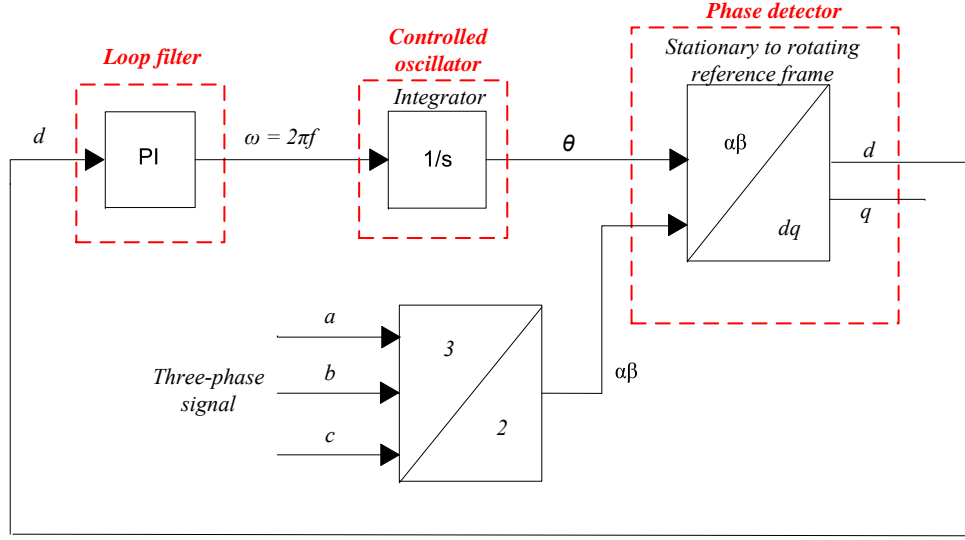 Phase detector
Loop filter
Controlled
oscillator
Stationary to rotating
reference frame
Integrator
d
PI
ω = 2πf
1/s
θ
αβ
d
q
dq
a
b
c
Three-phase
signal
3
2
αβ